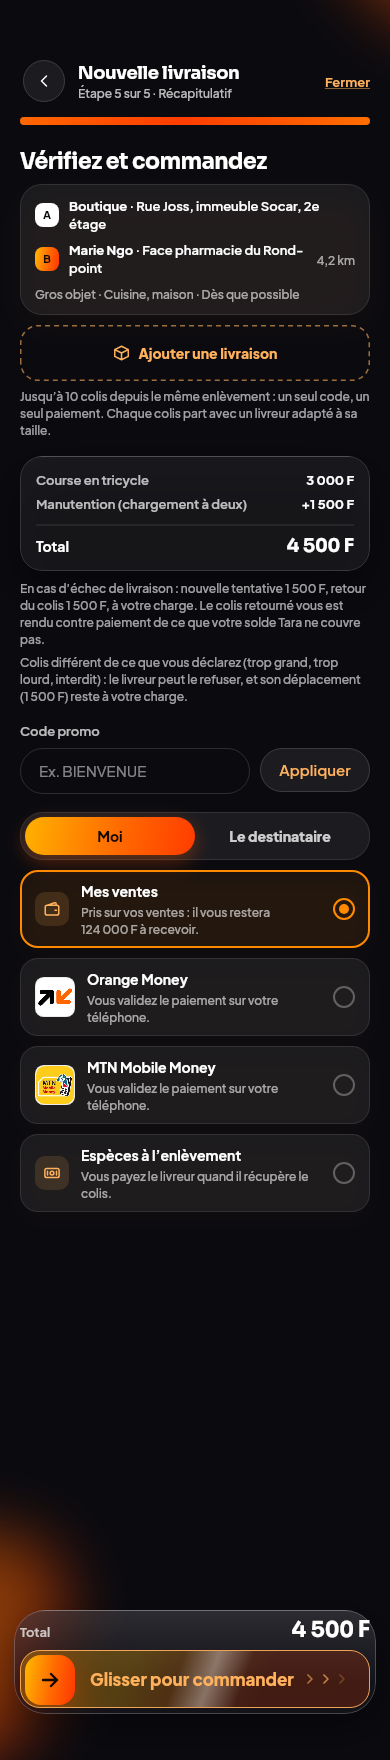 Nouvelle livraison
Étape 5 sur 5 · Récapitulatif
Fermer
Vérifiez et commandez
A
Boutique · Rue Joss, immeuble Socar, 2e
étage
B
Marie Ngo · Face pharmacie du Rond-
point
4,2 km
Gros objet · Cuisine, maison · Dès que possible
Ajouter une livraison
Jusqu’à 10 colis depuis le même enlèvement : un seul code, un
seul paiement. Chaque colis part avec un livreur adapté à sa
taille.
Course en tricycle 3 000 F
Manutention (chargement à deux) +1 500 F
Total 4 500 F
En cas d’échec de livraison : nouvelle tentative 1 500 F, retour
du colis 1 500 F, à votre charge. Le colis retourné vous est
rendu contre paiement de ce que votre solde Tara ne couvre
pas.
Colis différent de ce que vous déclarez (trop grand, trop
lourd, interdit) : le livreur peut le refuser, et son déplacement
(1 500 F) reste à votre charge.
Code promo
Ex. BIENVENUE
Appliquer
Moi
Le destinataire
Mes ventes
Pris sur vos ventes : il vous restera
124 000 F à recevoir.
Orange Money
Vous validez le paiement sur votre
téléphone.
MTN Mobile Money
Vous validez le paiement sur votre
téléphone.
Espèces à l’enlèvement
Vous payez le livreur quand il récupère le
colis.
Total 4 500 F
Glisser pour commander